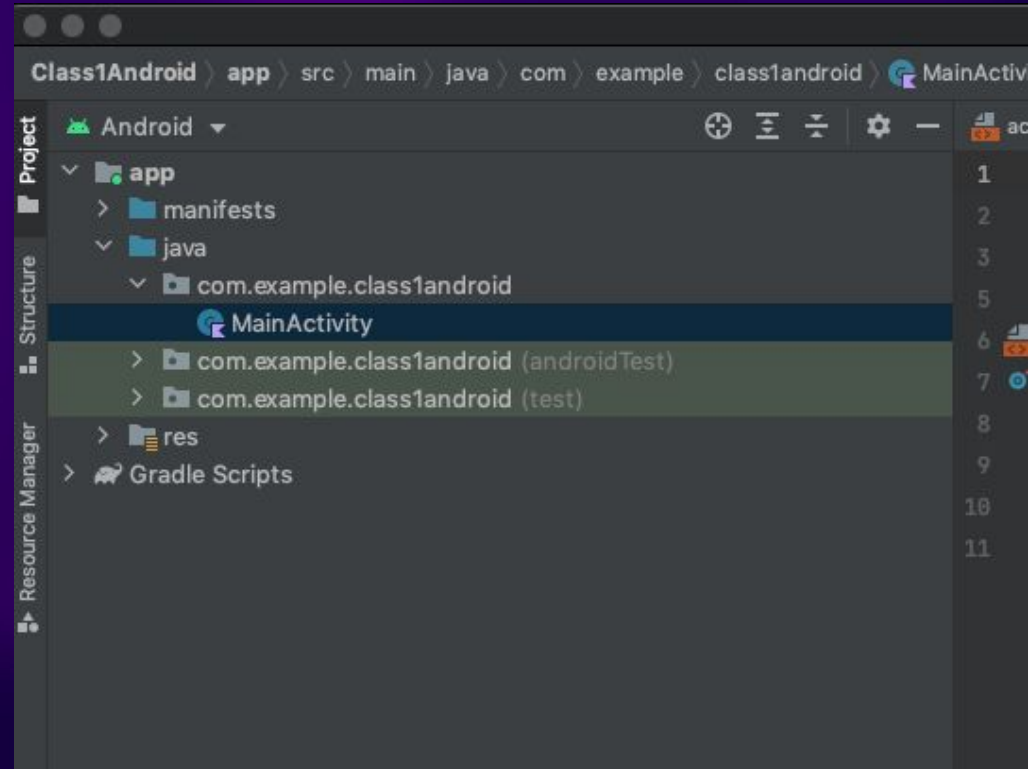 Class1Android app src main java com example class1android MainActiv
Project
Android
app
manifests
java
com.example.class1android
MainActivity
com.example.class1android (androidTest)
com.example.class1android (test)
res
Gradle Scripts
Structure
Resource Manager
ac
1
2
3
5
6
7
8
9
10
11